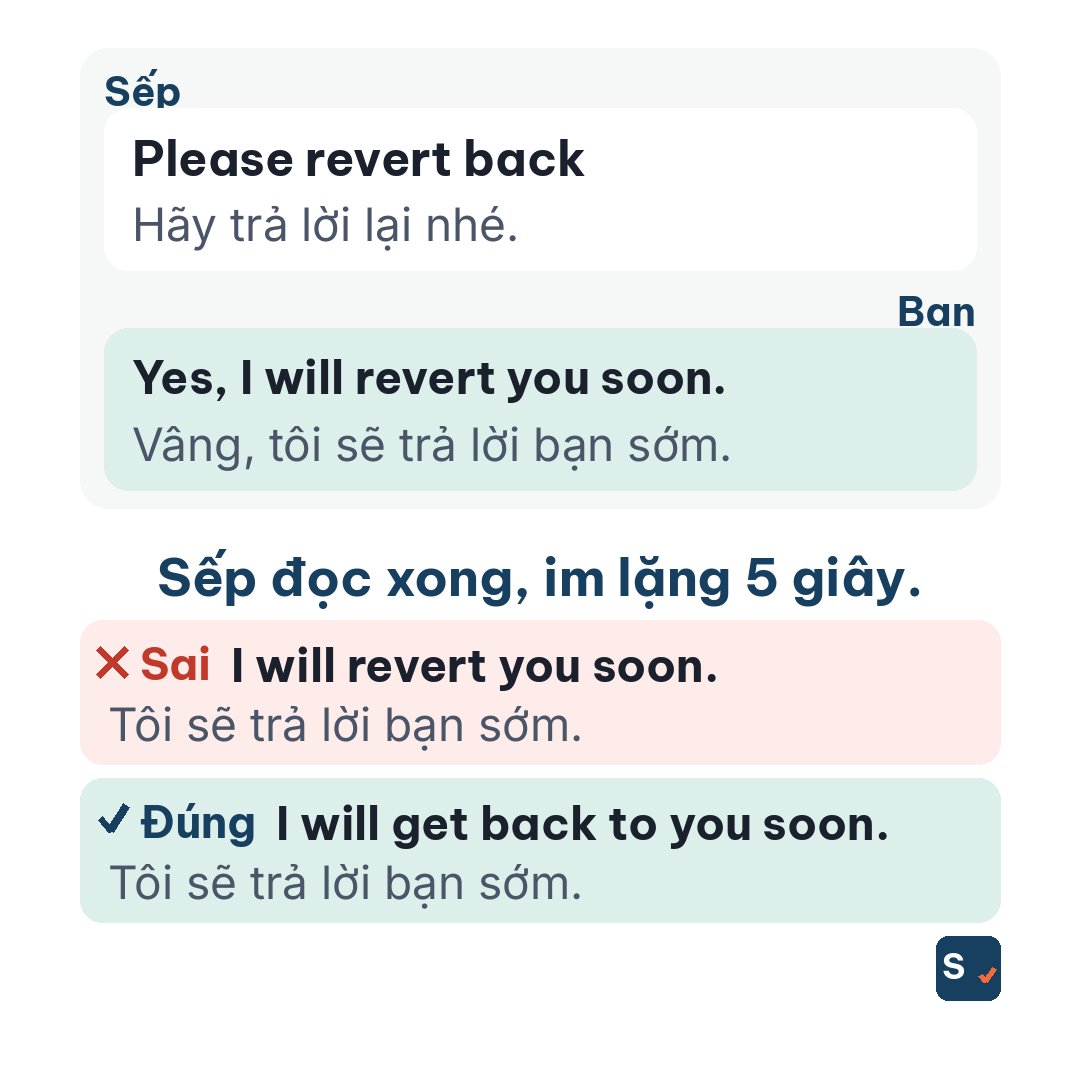 Sếp
Please revert back
Hãy trả lời lại nhé.
Bạn
Yes, I will revert you soon.
Vâng, tôi sẽ trả lời bạn sớm.
Sếp đọc xong, im lặng 5 giây.
Sai I will revert you soon.
Tôi sẽ trả lời bạn sớm.
Đúng I will get back to you soon.
Tôi sẽ trả lời bạn sớm.
S